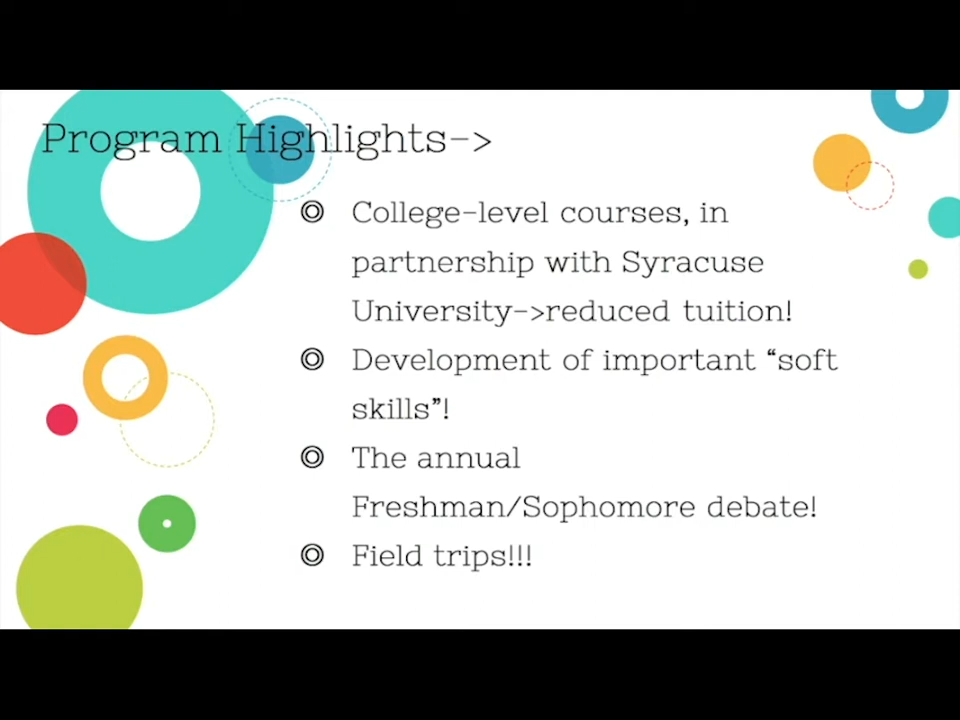 Program Highlights->
College-level courses, in
partnership with Syracuse
University->reduced tuition!
Development of important “soft
skills”!
The annual
Freshman/Sophomore debate!
Field trips!!!